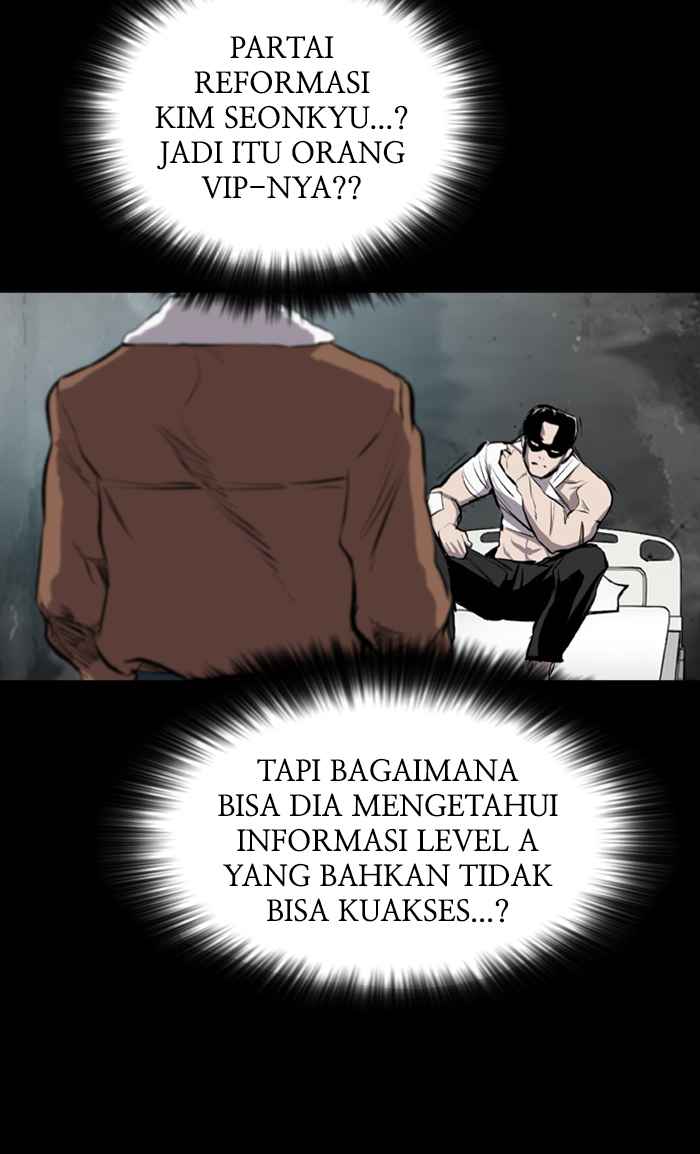 PARTAI
REFORMASI
KIM SEONKYU...?
JADI ITU ORANG
VIP-NYA??
TAPI BAGAIMANA
BISA DIA MENGETAHUI
INFORMASI LEVEL A
YANG BAHKAN TIDAK
BISA KUAKSES...?